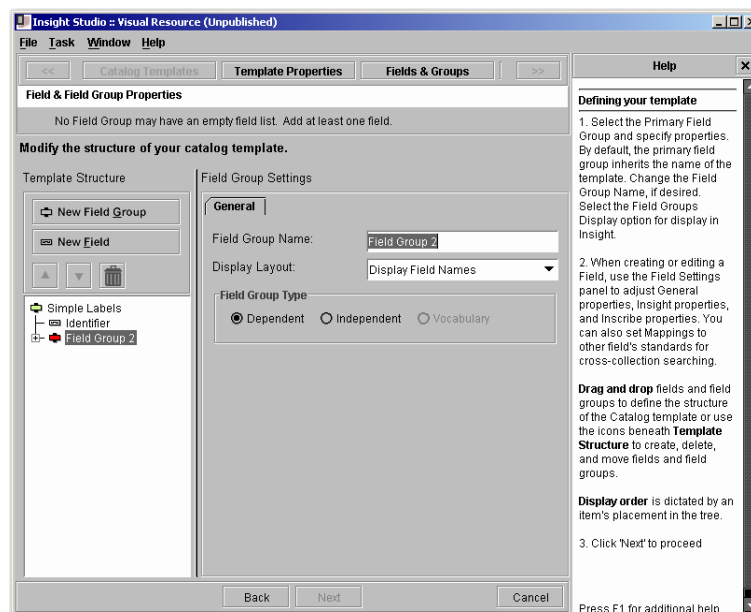 Insight Studio :: Visual Resource (Unpublished)
File Task Window Help
<< Catalog Templates Template Properties Fields & Groups >>
Field & Field Group Properties
No Field Group may have an empty field list. Add at least one field.
Modify the structure of your catalog template.
Template Structure
New Field Group
New Field
Simple Labels
Identifier
Field Group 2
Field Group Settings
General
Field Group Name: Field Group 2
Display Layout: Display Field Names
Field Group Type
Dependent Independent Vocabulary
Back Next Cancel
Help
Defining your template
1. Select the Primary Field
Group and specify properties.
By default, the primary field
group inherits the name of the
template. Change the Field
Group Name, if desired.
Select the Field Groups
Display option for display in
Insight.
2. When creating or editing a
Field, use the Field Settings
panel to adjust General
properties, Insight properties,
and Inscribe properties. You
can also set Mappings to
other field's standards for
cross-collection searching.
Drag and drop fields and field
groups to define the structure
of the Catalog template or use
the icons beneath Template
Structure to create, delete,
and move fields and field
groups.
Display order is dictated by an
item's placement in the tree.
3. Click 'Next' to proceed
Press F1 for additional help